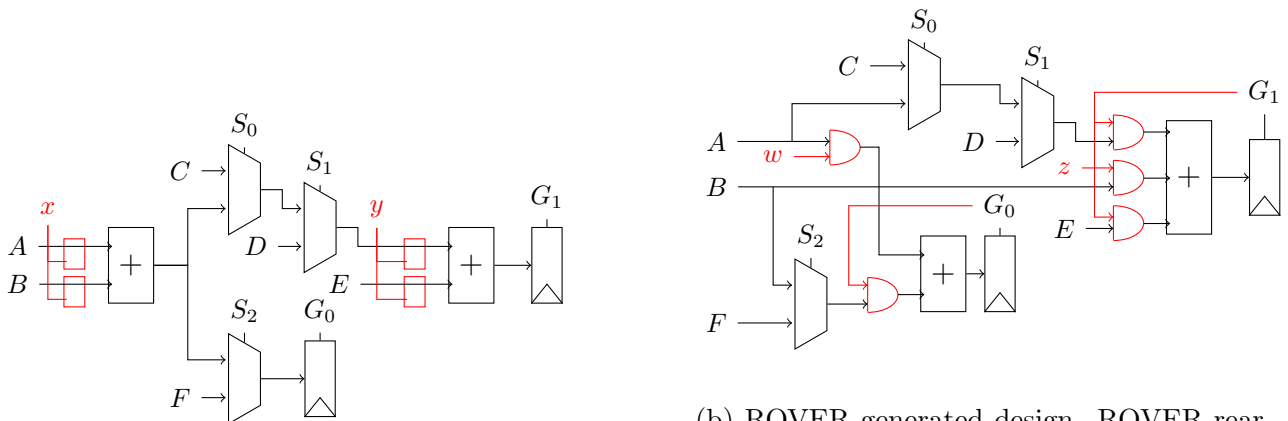 S0
C
S1
x
D
A
B
+
y
E
+
G1
S2
G0
F
S0
C
S1
A
w
D
G1
B
z
+
E
G0
S2
F
+
(b) ROVER generated design. ROVER rear-